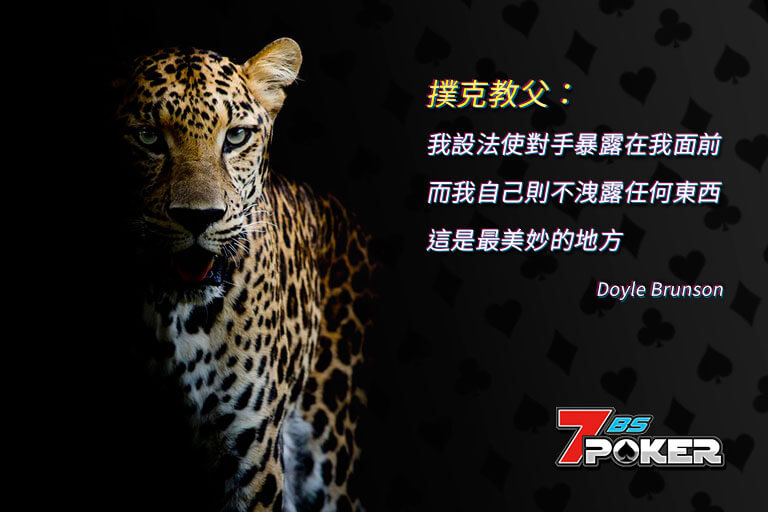 撲克教父：
我設法使對手暴露在我面前
而我自己則不洩露任何東西
這是最美妙的地方
Doyle Brunson
7BS
POKER